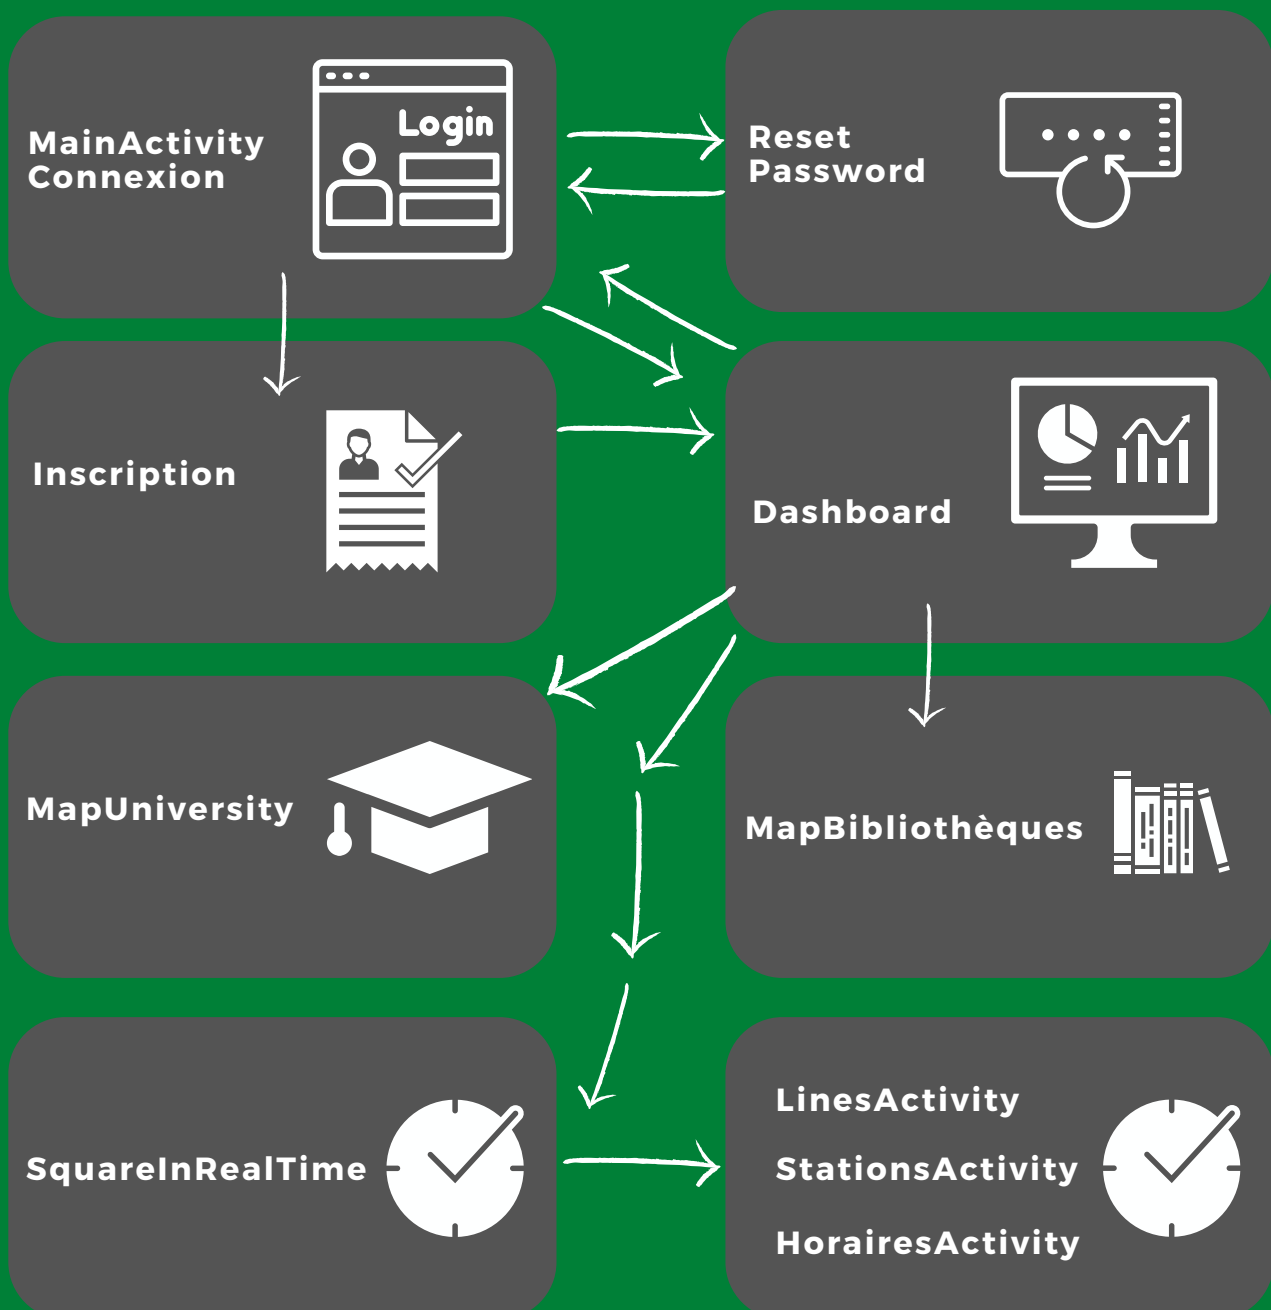 MainActivity
Connexion
Login
Reset
Password
Inscription
Dashboard
MapUniversity
MapBibliothèques
SquareInRealTime
LinesActivity
StationsActivity
HorairesActivity